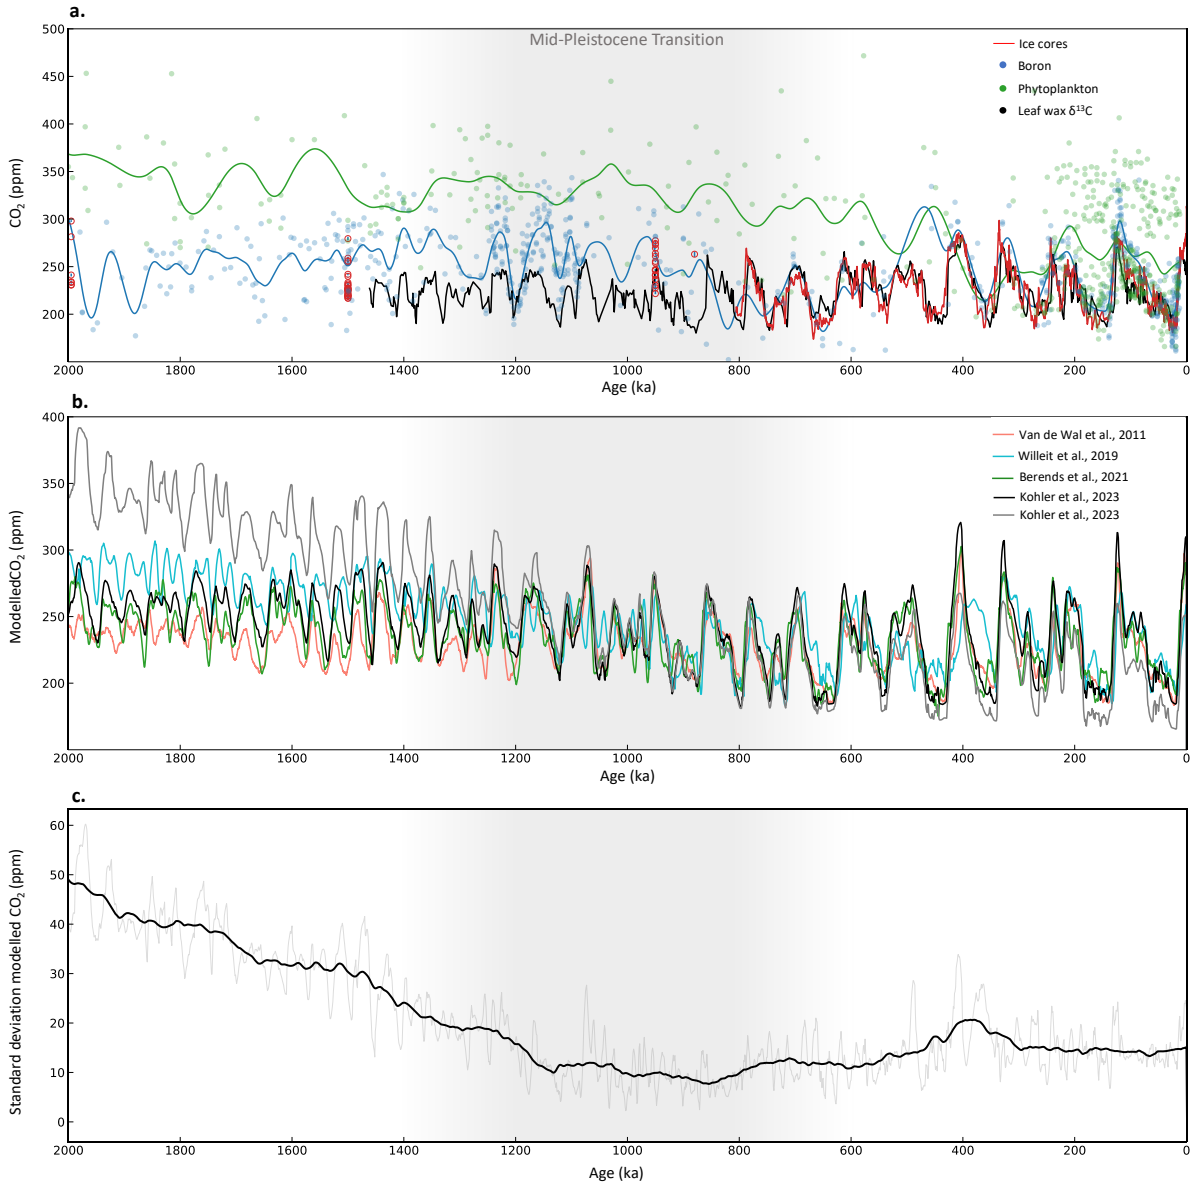 a.
Mid-Pleistocene Transition
Ice cores
Boron
Phytoplankton
Leaf wax δ¹³C
CO₂ (ppm)
500
450
400
350
300
250
200
2000 1800 1600 1400 1200 1000 800 600 400 200 0
Age (ka)
b.
Van de Wal et al., 2011
Willeit et al., 2019
Berends et al., 2021
Kohler et al., 2023
Kohler et al., 2023
ModelledCO₂ (ppm)
400
350
300
250
200
2000 1800 1600 1400 1200 1000 800 600 400 200 0
Age (ka)
c.
Standard deviation modelled CO₂ (ppm)
60
50
40
30
20
10
0
2000 1800 1600 1400 1200 1000 800 600 400 200 0
Age (ka)